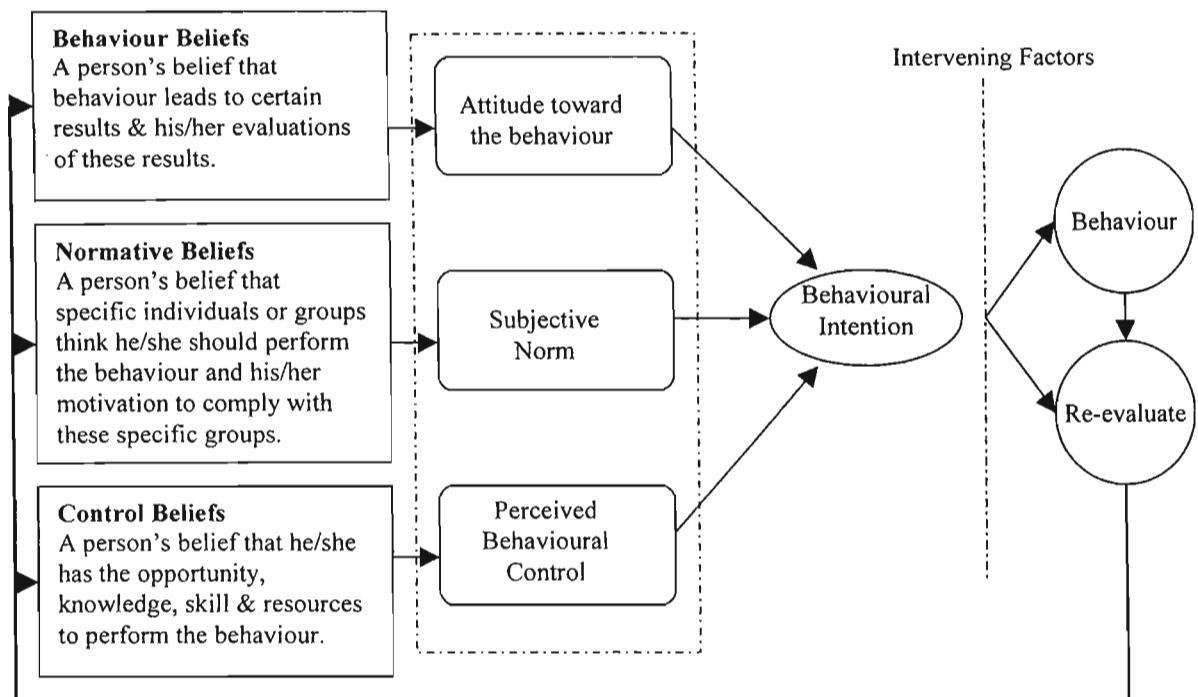 Behaviour Beliefs
A person's belief that
behaviour leads to certain
results & his/her evaluations
of these results.
Normative Beliefs
A person's belief that
specific individuals or groups
think he/she should perform
the behaviour and his/her
motivation to comply with
these specific groups.
Control Beliefs
A person's belief that he/she
has the opportunity,
knowledge, skill & resources
to perform the behaviour.
Attitude toward
the behaviour
Subjective
Norm
Perceived
Behavioural
Control
Behavioural
Intention
Intervening Factors
Behaviour
Re-evaluate